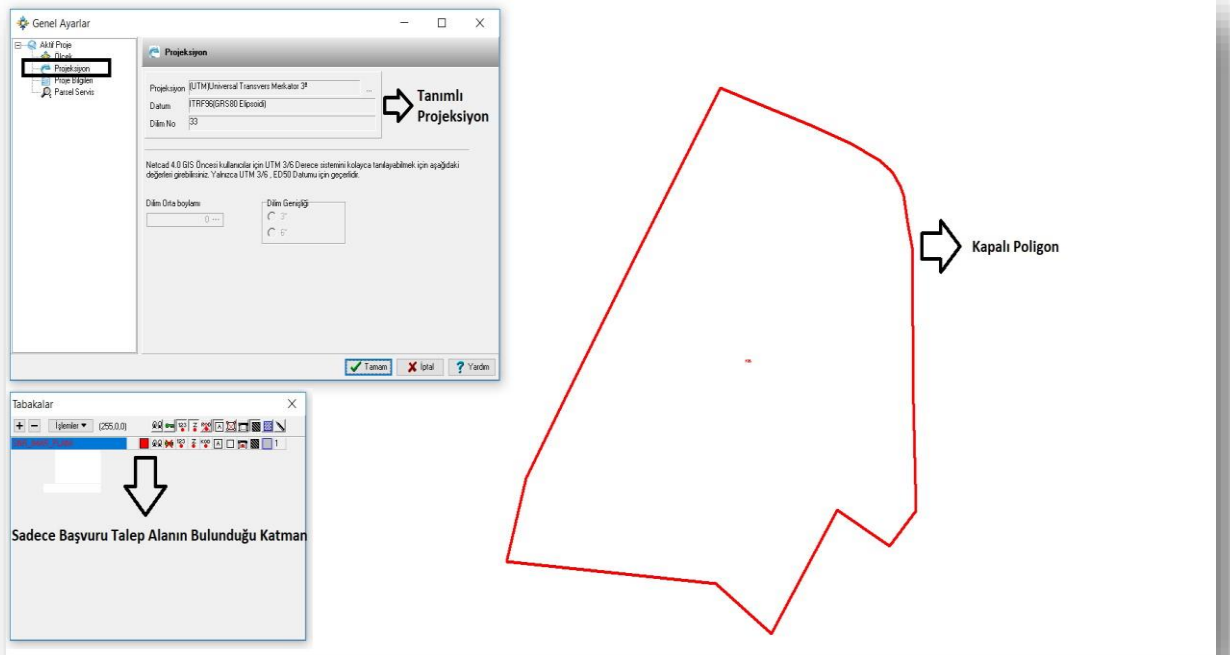 Genel Ayarlar
Aktif Proje
Ölçek
Projeksiyon
Proje Bilgileri
Parsel Servis
Projeksiyon
Projeksiyon (UTM)Universal Transvers Merkator 3° ...
Datum ITRF96(GRS80 Elipsoidi)
Dilim No 33
Tanımlı
Projeksiyon
Netcad 4.0 GIS Öncesi kullanıcılar için UTM 3/6 Derece sistemini kolayca tanılayabilmek için aşağıdaki
değerleri girebilirsiniz. Yalnızca UTM 3/6 , ED50 Datumu için geçerlidir.
Dilim Orta boylamı
0 ...
Dilim Genişliği
3°
6°
Tamam
İptal
Yardım
Kapalı Poligon
Tabakalar
İşlemler (255,0,0)
1
Sadece Başvuru Talep Alanın Bulunduğu Katman